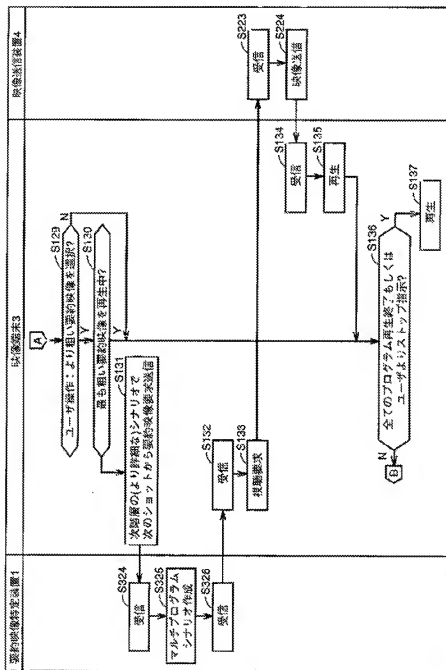 要約映像特定装置1
映像端末3
映像送信装置4
A
S129
ユーザ操作：より粗い要約映像を選択？
N
Y
S130
最も粗い要約映像を再生中？
Y
S131
次階層の(より詳細な)シナリオで
次のショットから要約映像要求送信
S324
受信
S325
マルチプログラム
シナリオ作成
S326
受信
S132
受信
S133
視聴要求
S223
受信
S224
映像送信
S134
受信
S135
再生
S136
全てのプログラム再生終了もしくは
ユーザよりストップ指示？
N
B
Y
S137
再生